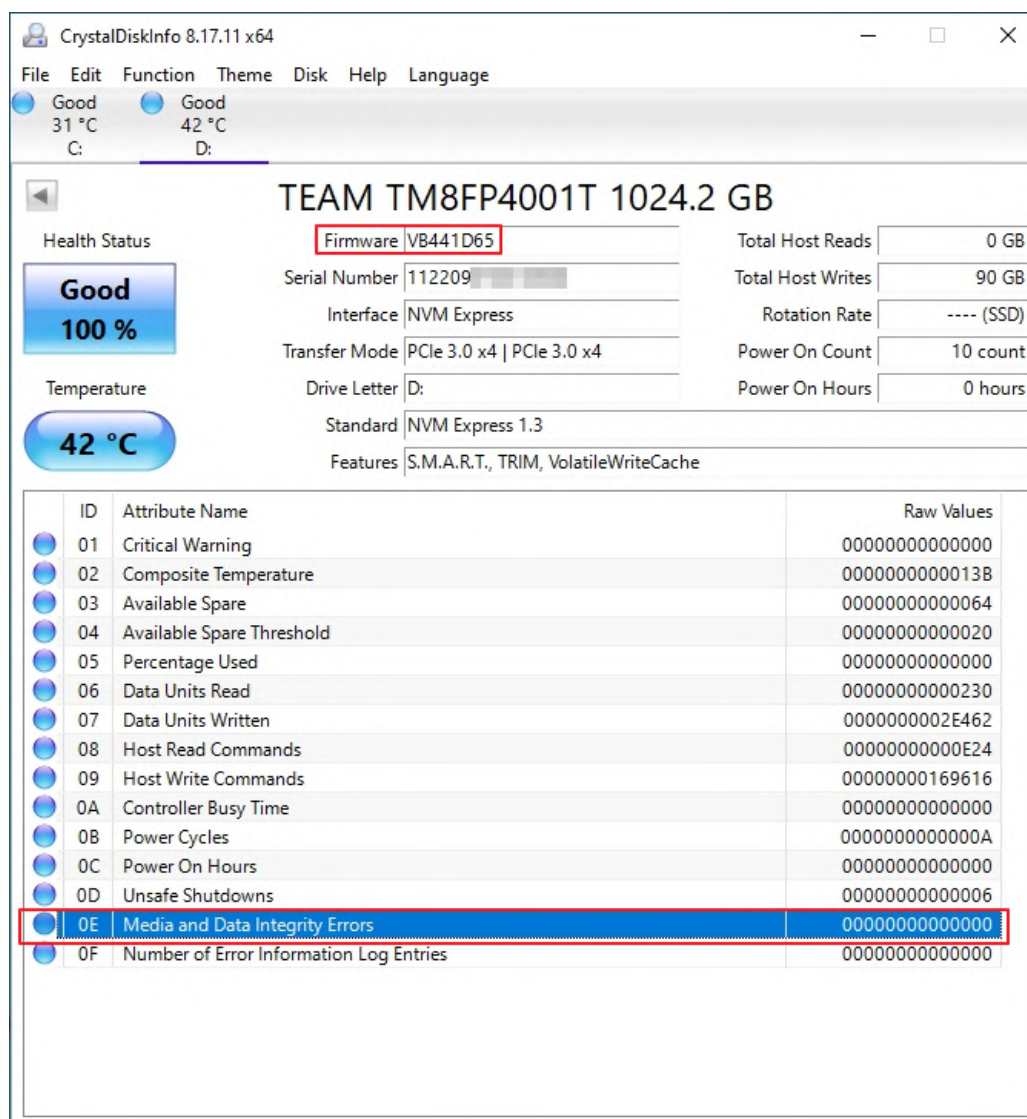 CrystalDiskInfo 8.17.11 x64
File Edit Function Theme Disk Help Language
Good Good
31 °C 42 °C
C: D:
TEAM TM8FP4001T 1024.2 GB
Health Status
Good
100 %
Temperature
42 °C
Firmware VB441D65
Serial Number 112209
Interface NVM Express
Transfer Mode PCIe 3.0 x4 | PCIe 3.0 x4
Drive Letter D:
Standard NVM Express 1.3
Features S.M.A.R.T., TRIM, VolatileWriteCache
Total Host Reads 0 GB
Total Host Writes 90 GB
Rotation Rate ---- (SSD)
Power On Count 10 count
Power On Hours 0 hours
ID Attribute Name Raw Values
01 Critical Warning 00000000000000
02 Composite Temperature 0000000000013B
03 Available Spare 00000000000064
04 Available Spare Threshold 00000000000020
05 Percentage Used 00000000000000
06 Data Units Read 00000000000230
07 Data Units Written 0000000002E462
08 Host Read Commands 00000000000E24
09 Host Write Commands 00000000169616
0A Controller Busy Time 00000000000000
0B Power Cycles 0000000000000A
0C Power On Hours 00000000000000
0D Unsafe Shutdowns 00000000000006
0E Media and Data Integrity Errors 00000000000000
0F Number of Error Information Log Entries 00000000000000